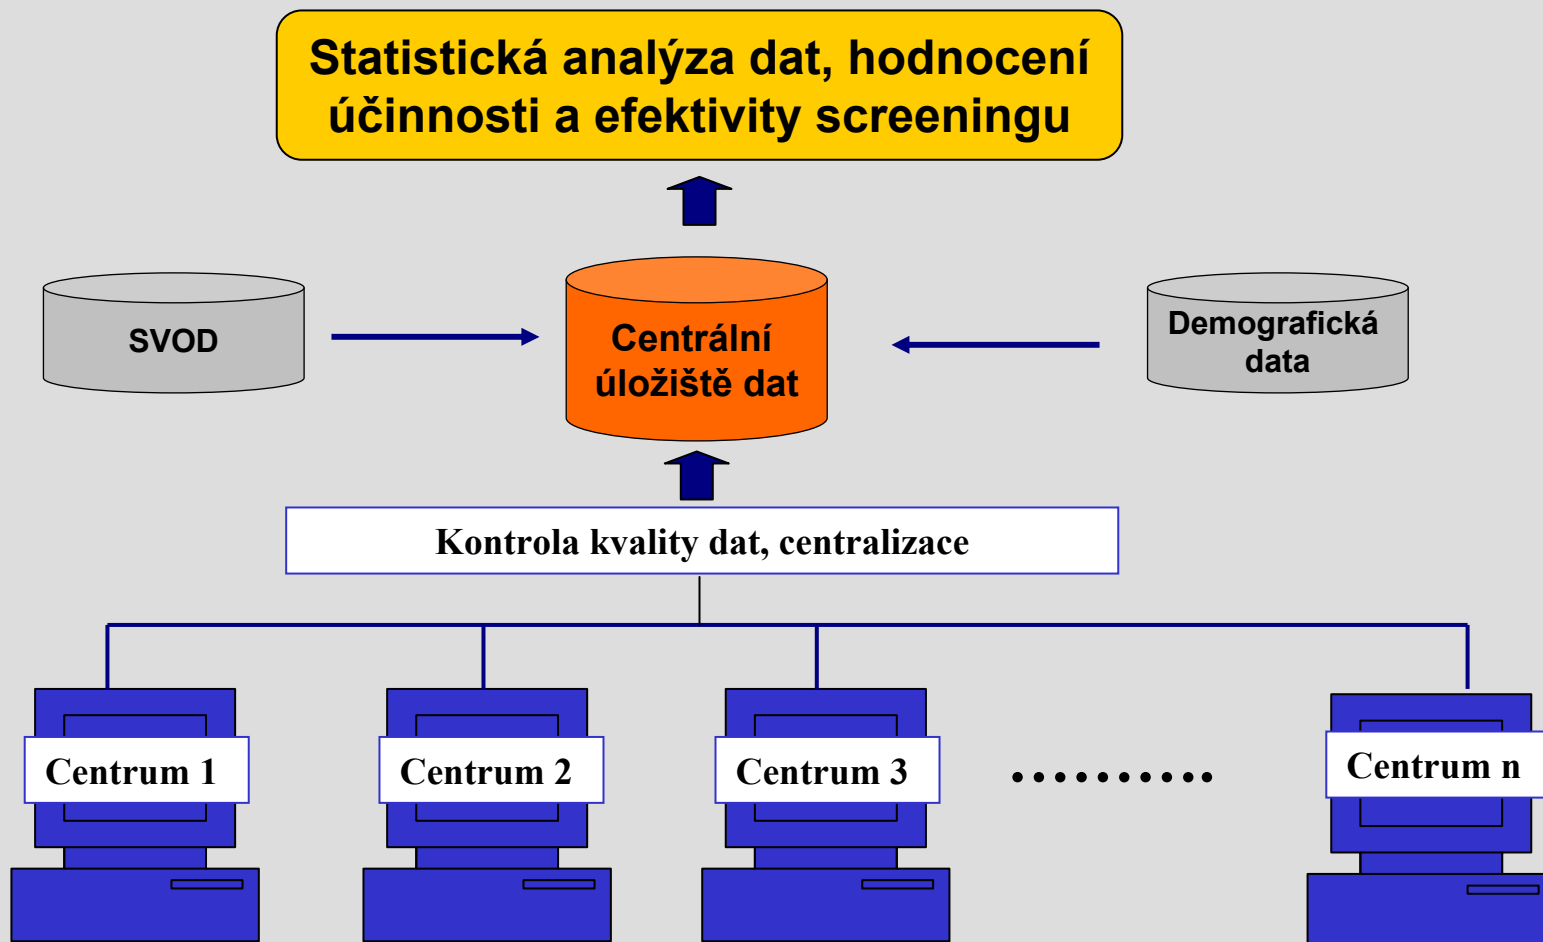 Statistická analýza dat, hodnocení
účinnosti a efektivity screeningu
SVOD
Centrální
úložiště dat
Demografická
data
Kontrola kvality dat, centralizace
Centrum 1
Centrum 2
Centrum 3
..........
Centrum n